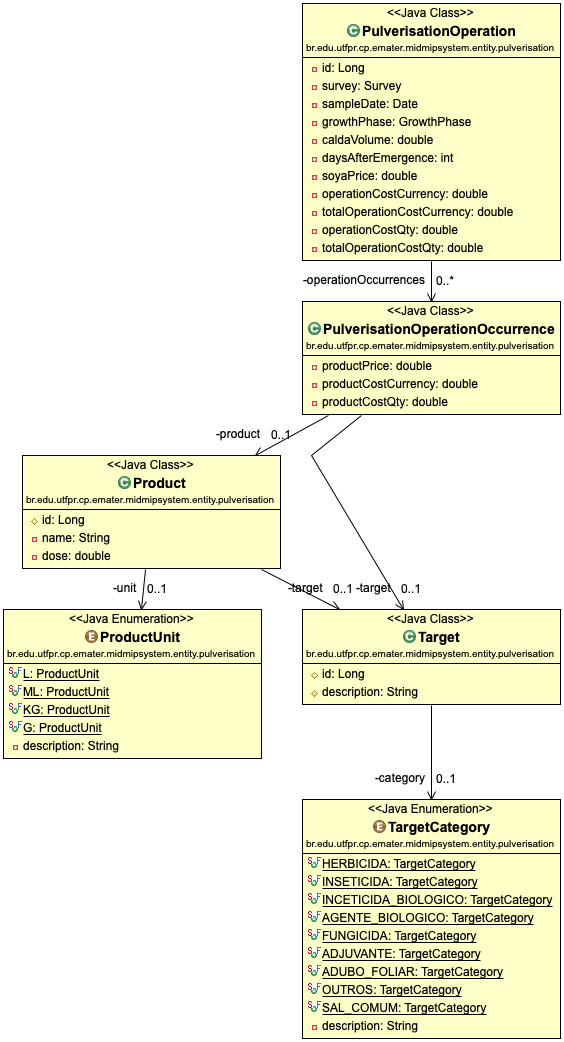 <<Java Class>>
PulverisationOperation
br.edu.utfpr.cp.emater.midmipsystem.entity.pulverisation
id: Long
survey: Survey
sampleDate: Date
growthPhase: GrowthPhase
caldaVolume: double
daysAfterEmergence: int
soyaPrice: double
operationCostCurrency: double
totalOperationCostCurrency: double
operationCostQty: double
totalOperationCostQty: double
-operationOccurrences 0..*
<<Java Class>>
PulverisationOperationOccurrence
br.edu.utfpr.cp.emater.midmipsystem.entity.pulverisation
productPrice: double
productCostCurrency: double
productCostQty: double
-product 0..1
<<Java Class>>
Product
br.edu.utfpr.cp.emater.midmipsystem.entity.pulverisation
id: Long
name: String
dose: double
-unit 0..1
-target 0..1
-target 0..1
<<Java Enumeration>>
ProductUnit
br.edu.utfpr.cp.emater.midmipsystem.entity.pulverisation
L: ProductUnit
ML: ProductUnit
KG: ProductUnit
G: ProductUnit
description: String
<<Java Class>>
Target
br.edu.utfpr.cp.emater.midmipsystem.entity.pulverisation
id: Long
description: String
-category 0..1
<<Java Enumeration>>
TargetCategory
br.edu.utfpr.cp.emater.midmipsystem.entity.pulverisation
HERBICIDA: TargetCategory
INSETICIDA: TargetCategory
INCETICIDA_BIOLOGICO: TargetCategory
AGENTE_BIOLOGICO: TargetCategory
FUNGICIDA: TargetCategory
ADJUVANTE: TargetCategory
ADUBO_FOLIAR: TargetCategory
OUTROS: TargetCategory
SAL_COMUM: TargetCategory
description: String